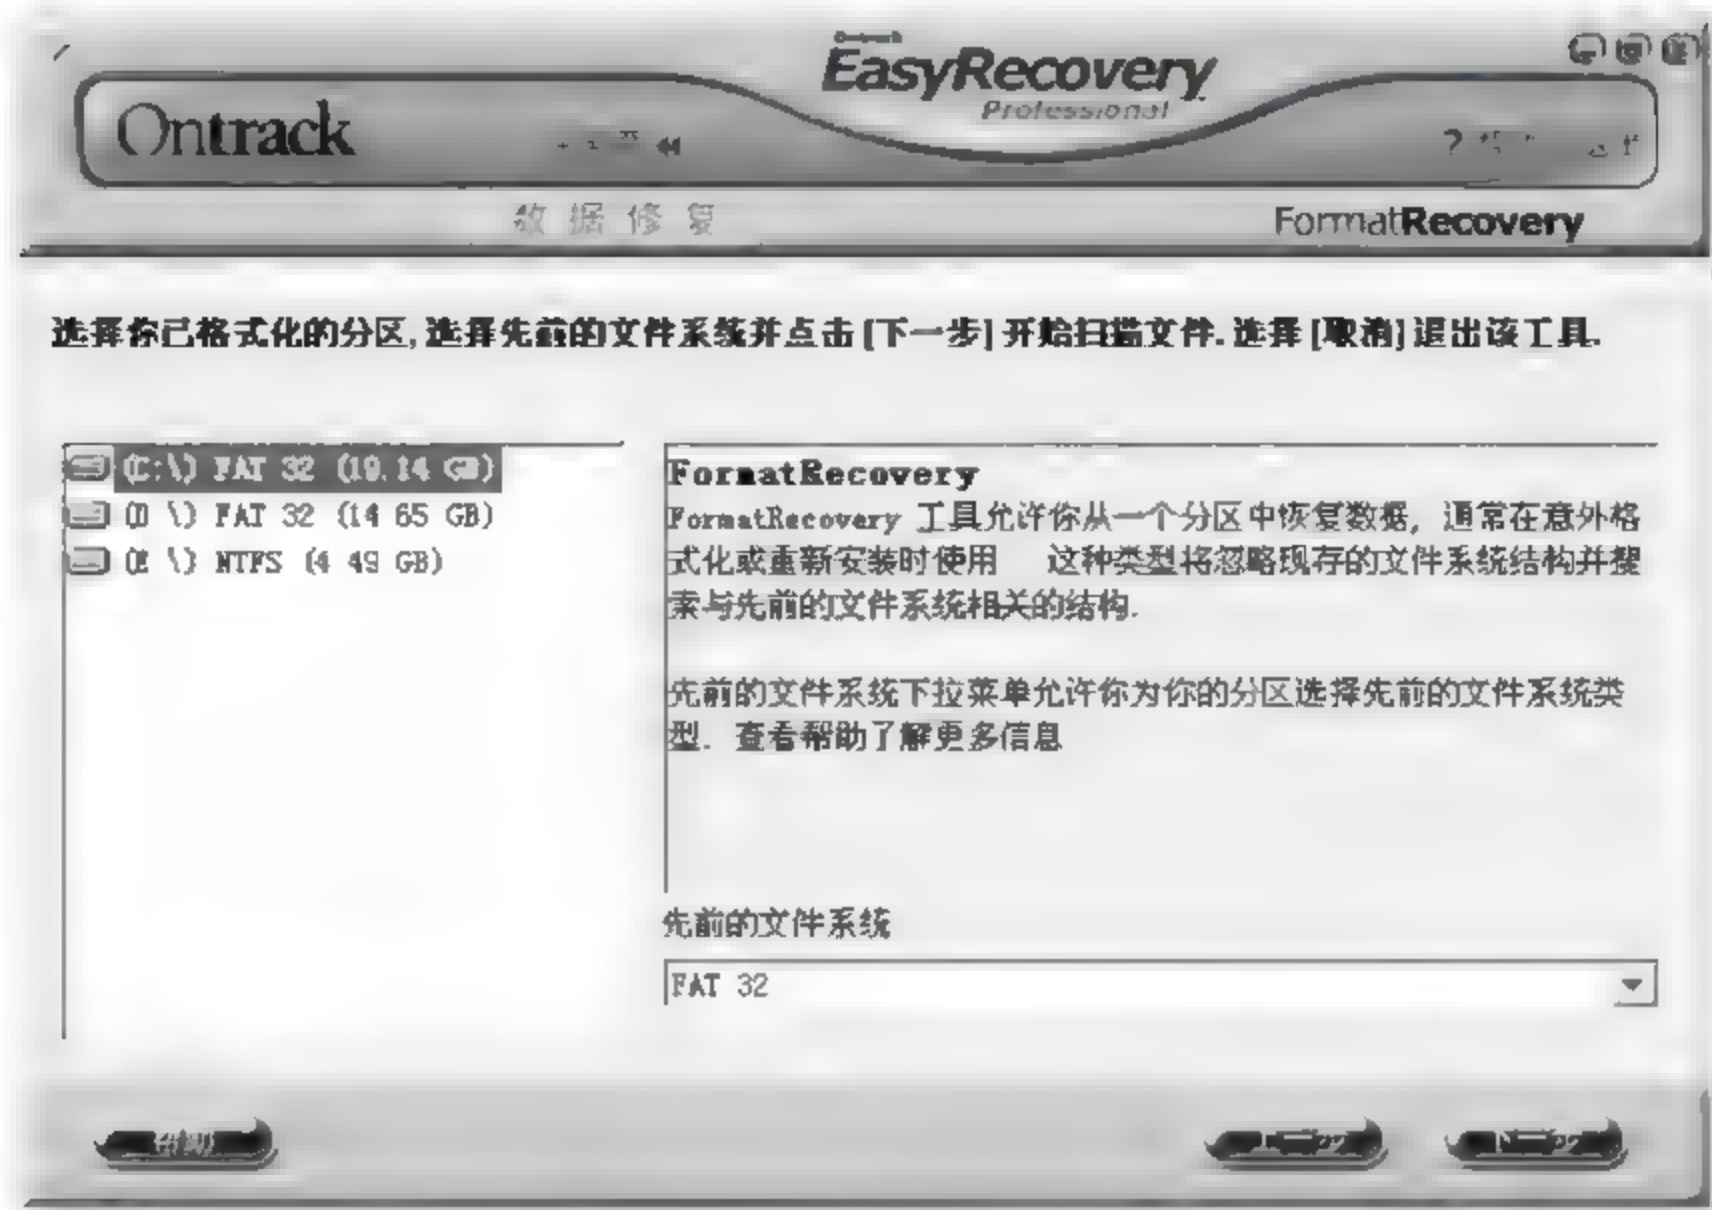 Ontrack
EasyRecovery
Professional
Ontrack
?
数据修复
FormatRecovery
选择你已格式化的分区,选择先前的文件系统并点击[下一步]开始扫描文件.选择[取消]退出该工具.
(C:\) FAT 32 (19.14 GB)
(D \) FAT 32 (14 65 GB)
(E \) NTFS (4 49 GB)
FormatRecovery
FormatRecovery 工具允许你从一个分区中恢复数据, 通常在意外格
式化或重新安装时使用 这种类型将忽略现存的文件系统结构并搜
索与先前的文件系统相关的结构.
先前的文件系统下拉菜单允许你为你的分区选择先前的文件系统类
型. 查看帮助了解更多信息
先前的文件系统
FAT 32
帮助
上一步
下一步